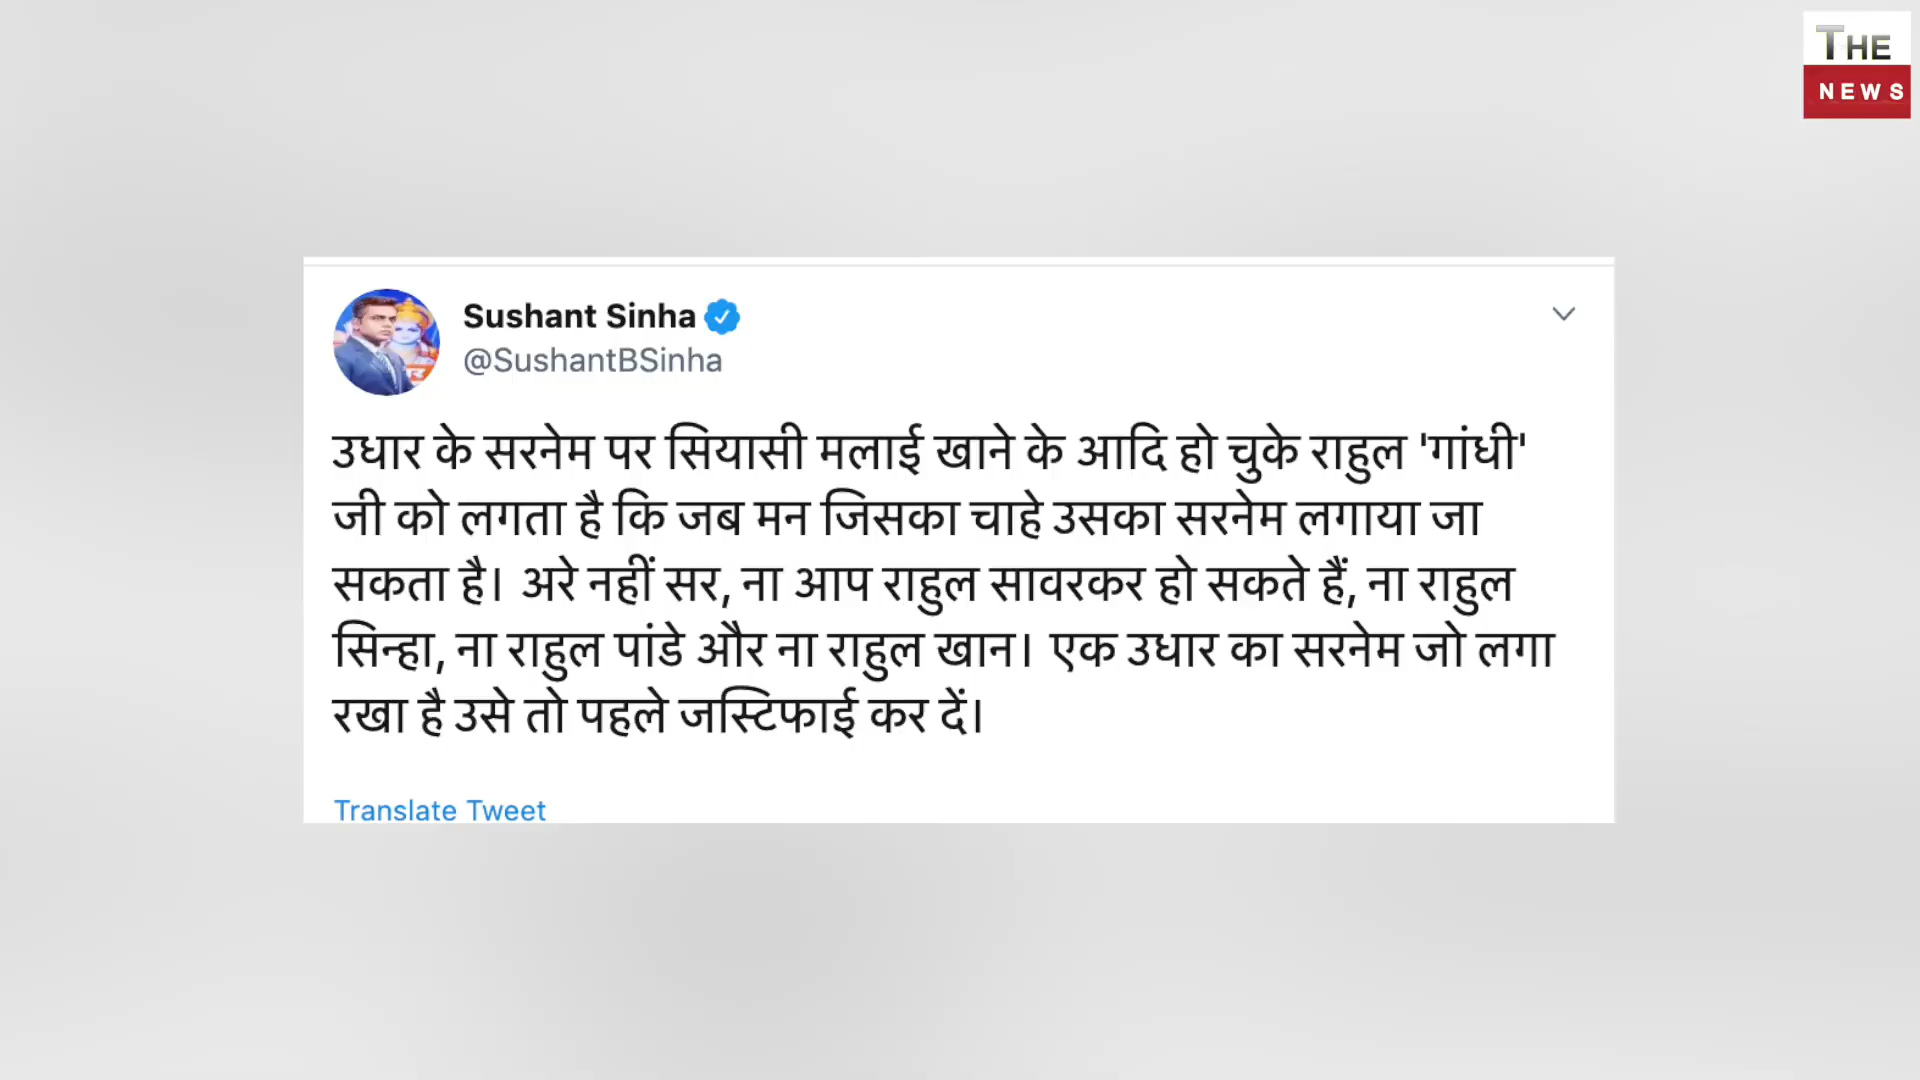 THE
NEWS
Sushant Sinha
@SushantBSinha
उधार के सरनेम पर सियासी मलाई खाने के आदि हो चुके राहुल 'गांधी'
जी को लगता है कि जब मन जिसका चाहे उसका सरनेम लगाया जा
सकता है। अरे नहीं सर, ना आप राहुल सावरकर हो सकते हैं, ना राहुल
सिन्हा, ना राहुल पांडे और ना राहुल खान। एक उधार का सरनेम जो लगा
रखा है उसे तो पहले जस्टिफाई कर दें।
Translate Tweet